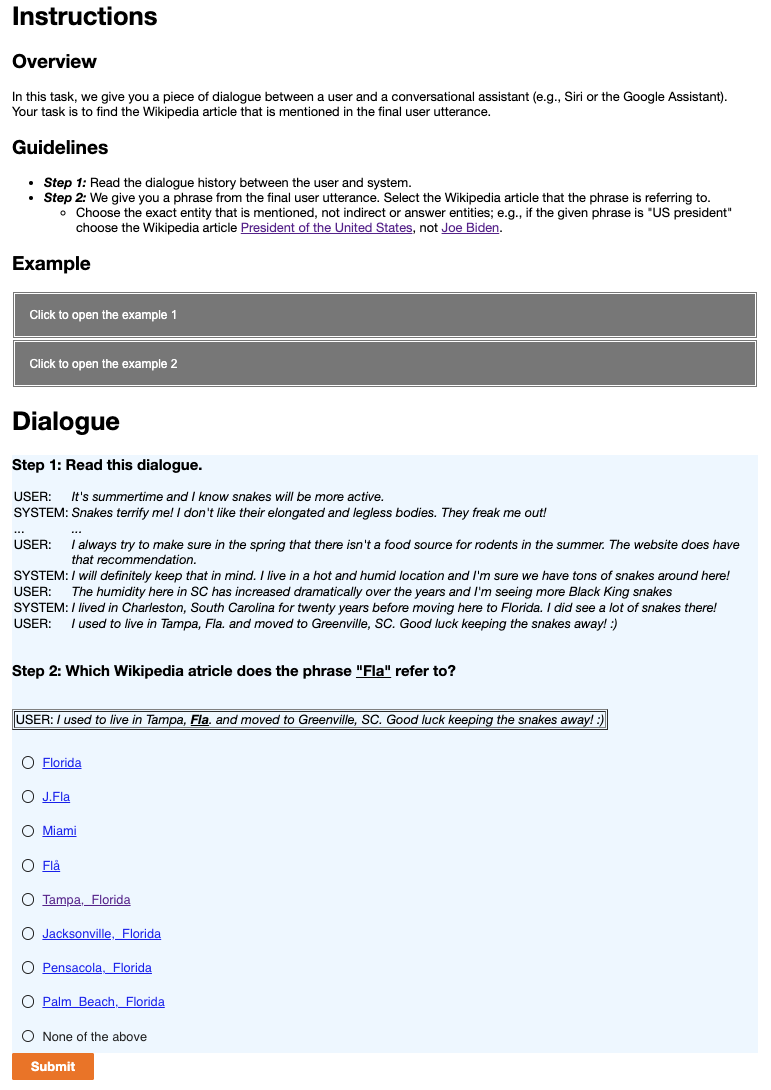 Instructions
Overview
In this task, we give you a piece of dialogue between a user and a conversational assistant (e.g., Siri or the Google Assistant).
Your task is to find the Wikipedia article that is mentioned in the final user utterance.
Guidelines
• Step 1: Read the dialogue history between the user and system.
• Step 2: We give you a phrase from the final user utterance. Select the Wikipedia article that the phrase is referring to.
○ Choose the exact entity that is mentioned, not indirect or answer entities; e.g., if the given phrase is "US president"
choose the Wikipedia article President of the United States, not Joe Biden.
Example
Click to open the example 1
Click to open the example 2
Dialogue
Step 1: Read this dialogue.
USER: It's summertime and I know snakes will be more active.
SYSTEM: Snakes terrify me! I don't like their elongated and legless bodies. They freak me out!
... ...
USER: I always try to make sure in the spring that there isn't a food source for rodents in the summer. The website does have
that recommendation.
SYSTEM: I will definitely keep that in mind. I live in a hot and humid location and I'm sure we have tons of snakes around here!
USER: The humidity here in SC has increased dramatically over the years and I'm seeing more Black King snakes
SYSTEM: I lived in Charleston, South Carolina for twenty years before moving here to Florida. I did see a lot of snakes there!
USER: I used to live in Tampa, Fla. and moved to Greenville, SC. Good luck keeping the snakes away! :)
Step 2: Which Wikipedia atricle does the phrase "Fla" refer to?
USER: I used to live in Tampa, Fla. and moved to Greenville, SC. Good luck keeping the snakes away! :)
Florida
J.Fla
Miami
Flå
Tampa,_Florida
Jacksonville,_Florida
Pensacola,_Florida
Palm_Beach,_Florida
None of the above
Submit